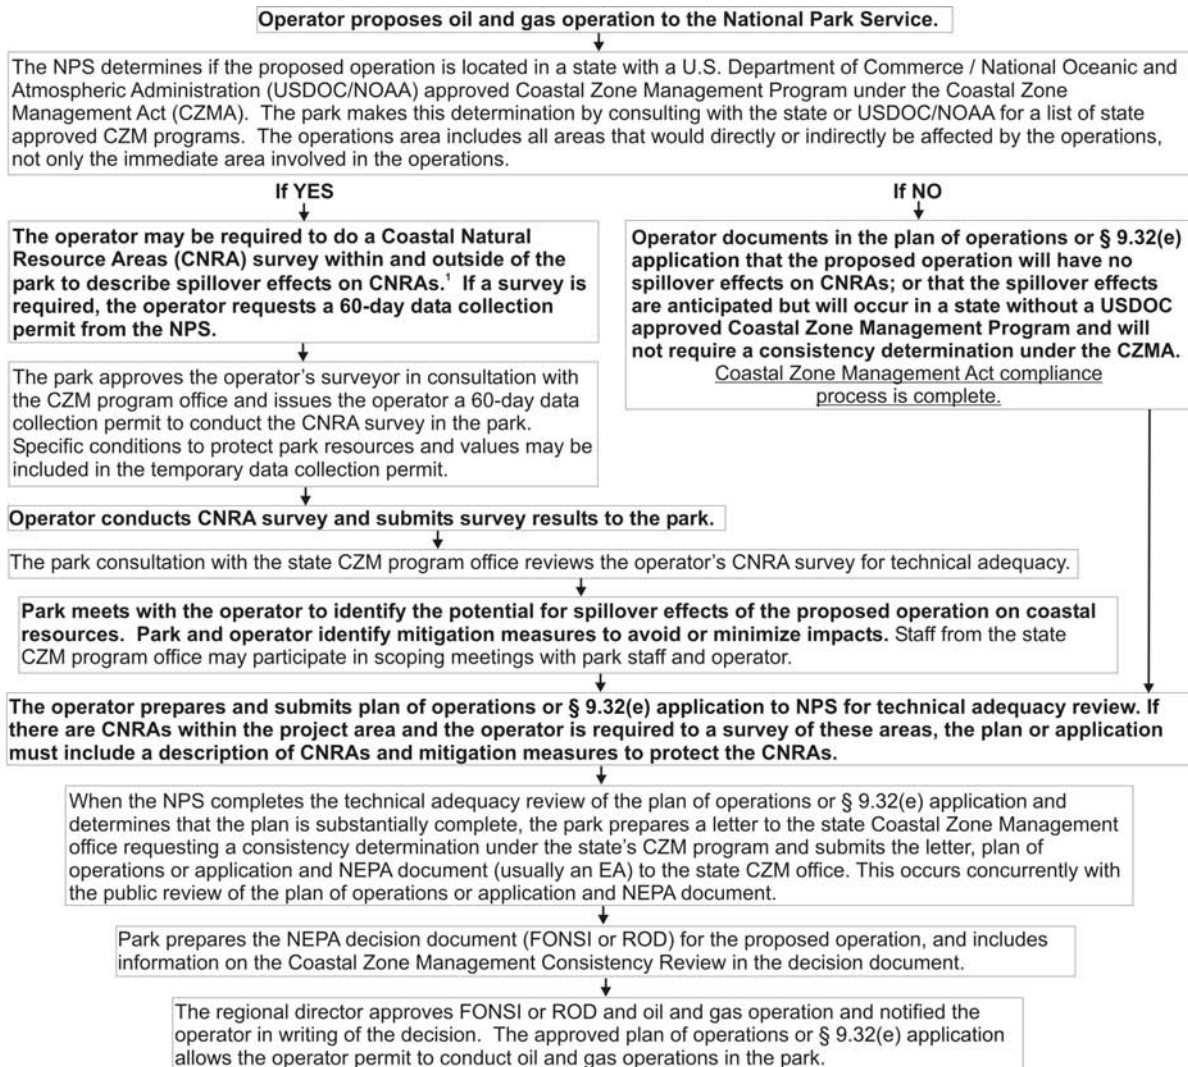 Operator proposes oil and gas operation to the National Park Service.
The NPS determines if the proposed operation is located in a state with a U.S. Department of Commerce / National Oceanic and
Atmospheric Administration (USDOC/NOAA) approved Coastal Zone Management Program under the Coastal Zone
Management Act (CZMA). The park makes this determination by consulting with the state or USDOC/NOAA for a list of state
approved CZM programs. The operations area includes all areas that would directly or indirectly be affected by the operations,
not only the immediate area involved in the operations.
If YES
The operator may be required to do a Coastal Natural
Resource Areas (CNRA) survey within and outside of the
park to describe spillover effects on CNRAs.¹ If a survey is
required, the operator requests a 60-day data collection
permit from the NPS.
The park approves the operator's surveyor in consultation with
the CZM program office and issues the operator a 60-day data
collection permit to conduct the CNRA survey in the park.
Specific conditions to protect park resources and values may be
included in the temporary data collection permit.
If NO
Operator documents in the plan of operations or § 9.32(e)
application that the proposed operation will have no
spillover effects on CNRAs; or that the spillover effects
are anticipated but will occur in a state without a USDOC
approved Coastal Zone Management Program and will
not require a consistency determination under the CZMA.
Coastal Zone Management Act compliance
process is complete.
Operator conducts CNRA survey and submits survey results to the park.
The park consultation with the state CZM program office reviews the operator's CNRA survey for technical adequacy.
Park meets with the operator to identify the potential for spillover effects of the proposed operation on coastal
resources. Park and operator identify mitigation measures to avoid or minimize impacts. Staff from the state
CZM program office may participate in scoping meetings with park staff and operator.
The operator prepares and submits plan of operations or § 9.32(e) application to NPS for technical adequacy review. If
there are CNRAs within the project area and the operator is required to a survey of these areas, the plan or application
must include a description of CNRAs and mitigation measures to protect the CNRAs.
When the NPS completes the technical adequacy review of the plan of operations or § 9.32(e) application and
determines that the plan is substantially complete, the park prepares a letter to the state Coastal Zone Management
office requesting a consistency determination under the state's CZM program and submits the letter, plan of
operations or application and NEPA document (usually an EA) to the state CZM office. This occurs concurrently with
the public review of the plan of operations or application and NEPA document.
Park prepares the NEPA decision document (FONSI or ROD) for the proposed operation, and includes
information on the Coastal Zone Management Consistency Review in the decision document.
The regional director approves FONSI or ROD and oil and gas operation and notified the
operator in writing of the decision. The approved plan of operations or § 9.32(e) application
allows the operator permit to conduct oil and gas operations in the park.